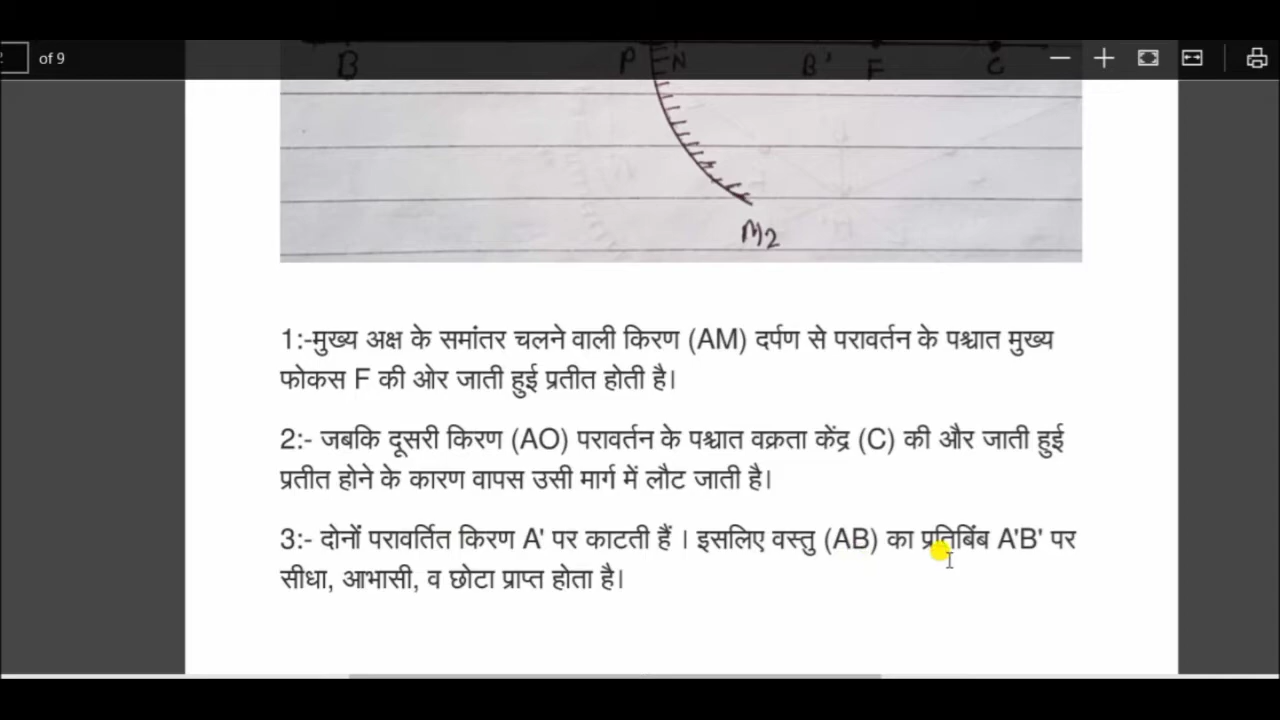 of 9
B P N B' F C
M2
1:-मुख्य अक्ष के समांतर चलने वाली किरण (AM) दर्पण से परावर्तन के पश्चात मुख्य
फोकस F की ओर जाती हुई प्रतीत होती है।
2:- जबकि दूसरी किरण (AO) परावर्तन के पश्चात वक्रता केंद्र (C) की और जाती हुई
प्रतीत होने के कारण वापस उसी मार्ग में लौट जाती है।
3:- दोनों परावर्तित किरण A' पर काटती हैं । इसलिए वस्तु (AB) का प्रतिबिंब A'B' पर
सीधा, आभासी, व छोटा प्राप्त होता है।